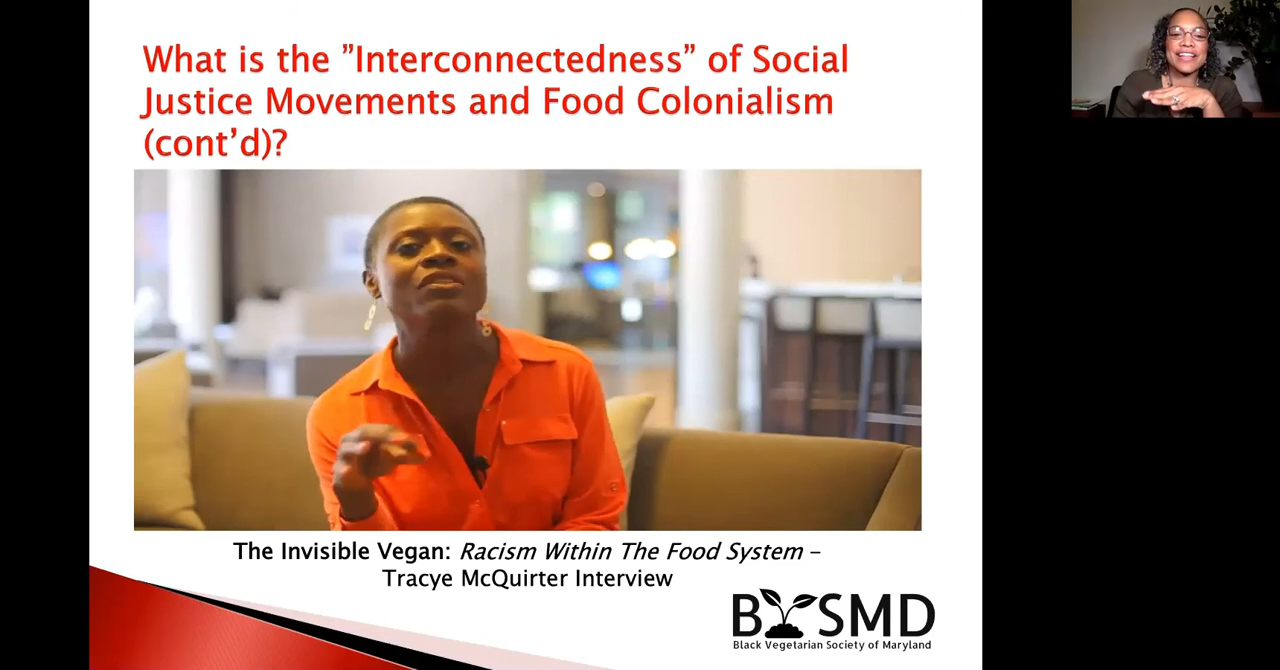 What is the ”Interconnectedness” of Social
Justice Movements and Food Colonialism
(cont’d)?
The Invisible Vegan: Racism Within The Food System –
Tracye McQuirter Interview
BVSMD
Black Vegetarian Society of Maryland